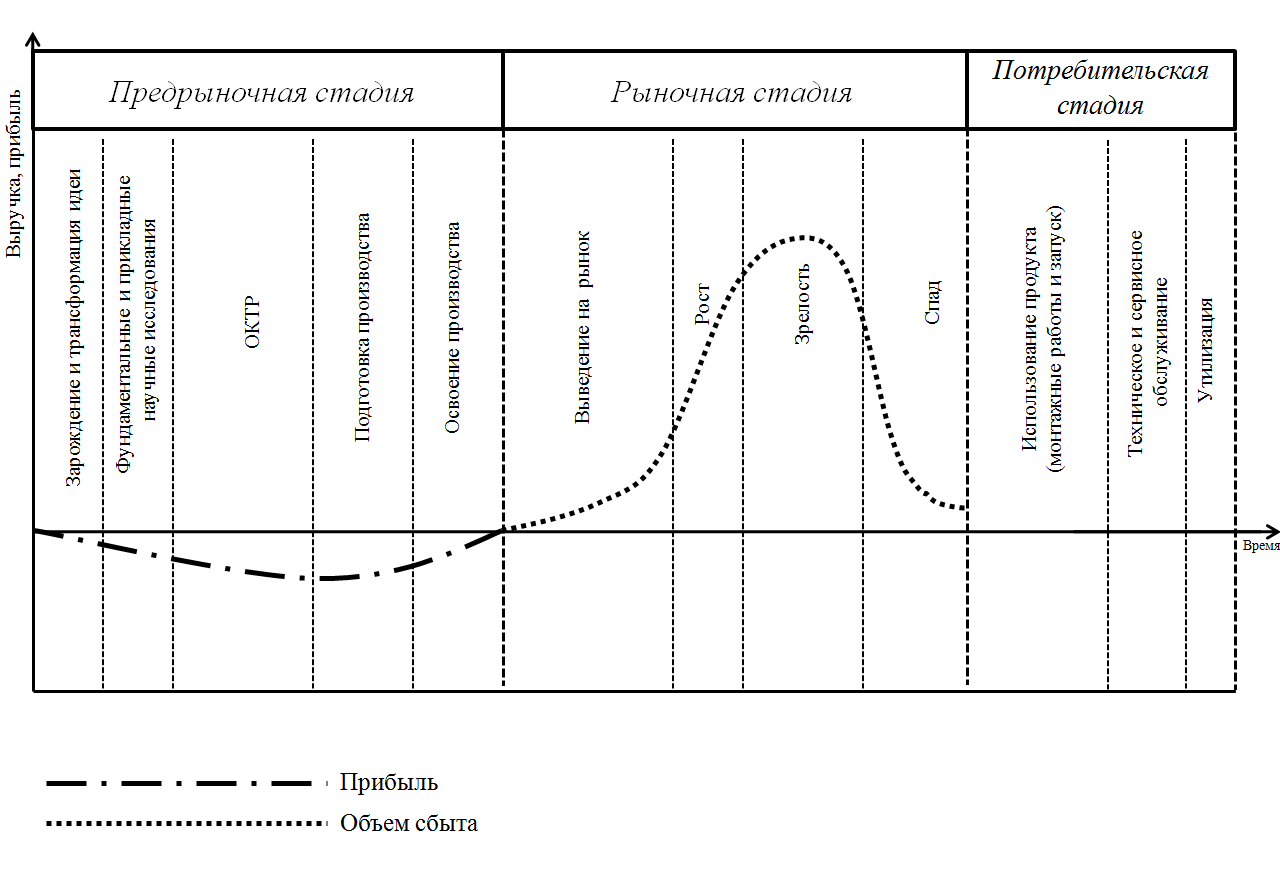 Предрыночная стадия
Рыночная стадия
Потребительская
стадия
Выручка, прибыль
Зарождение и трансформация идеи
Фундаментальные и прикладные
научные исследования
ОКТР
Подготовка производства
Освоение производства
Выведение на рынок
Рост
Зрелость
Спад
Использование продукта
(монтажные работы и запуск)
Техническое и сервисное
обслуживание
Утилизация
Время
Прибыль
Объем сбыта